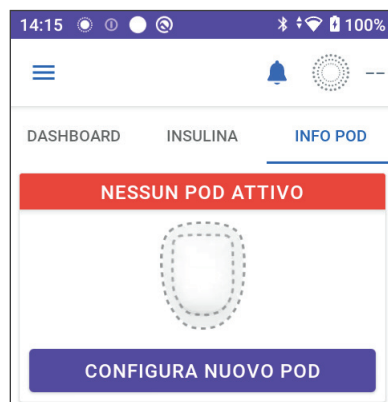 14:15 100%
--
DASHBOARD INSULINA INFO POD
NESSUN POD ATTIVO
CONFIGURA NUOVO POD